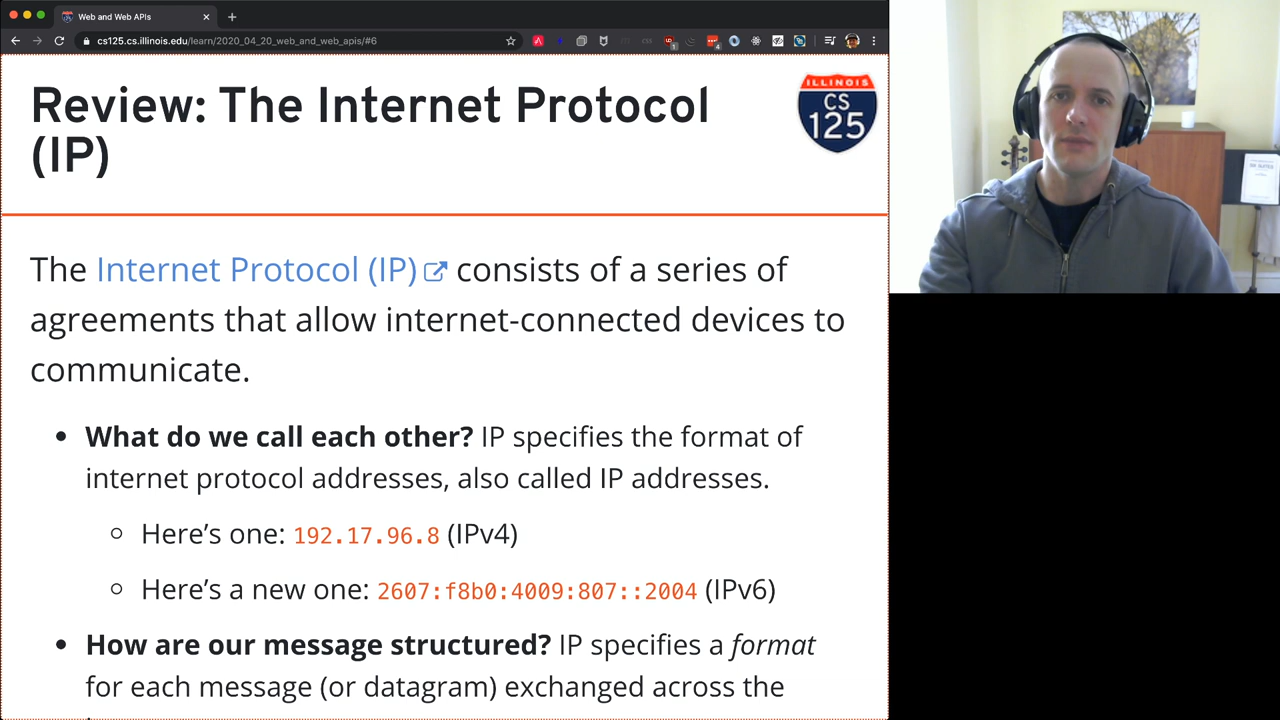 Web and Web APIs
cs125.cs.illinois.edu/learn/2020_04_20_web_and_web_apis/#6
Review: The Internet Protocol
(IP)
ILLINOIS
CS
125
The Internet Protocol (IP) consists of a series of
agreements that allow internet-connected devices to
communicate.
• What do we call each other? IP specifies the format of
internet protocol addresses, also called IP addresses.
◦ Here’s one: 192.17.96.8 (IPv4)
◦ Here’s a new one: 2607:f8b0:4009:807::2004 (IPv6)
• How are our message structured? IP specifies a format
for each message (or datagram) exchanged across the